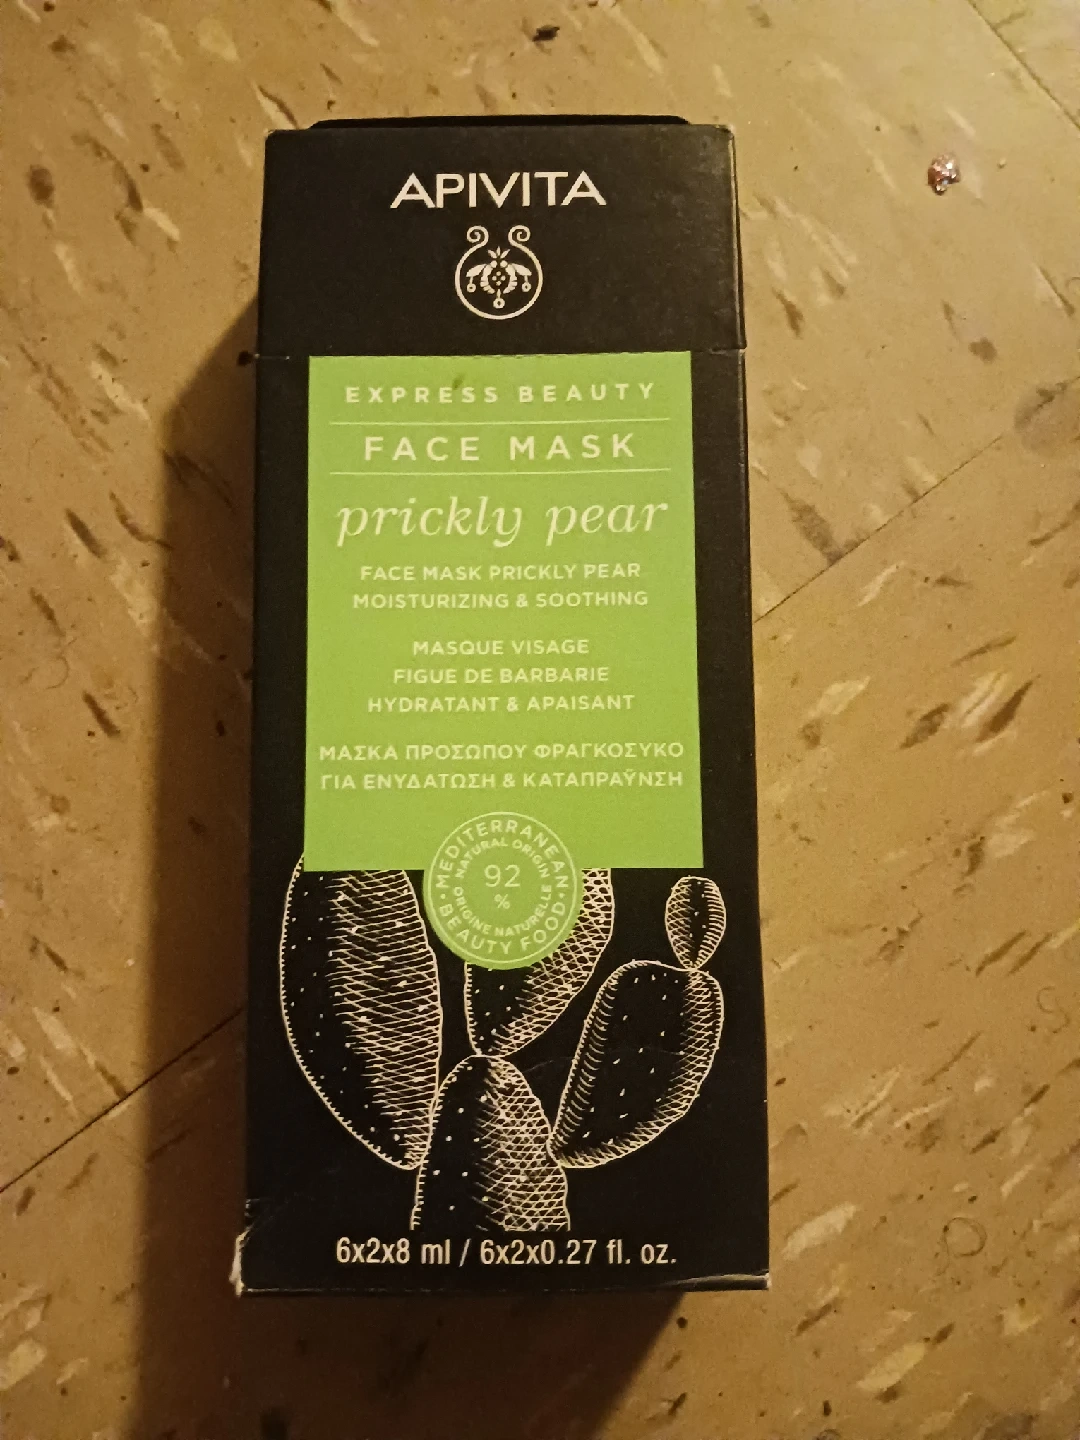 APIVITA
EXPRESS BEAUTY
FACE MASK
prickly pear
FACE MASK PRICKLY PEAR
MOISTURIZING & SOOTHING
MASQUE VISAGE
FIGUE DE BARBARIE
HYDRATANT & APAISANT
ΜΑΣΚΑ ΠΡΟΣΩΠΟΥ ΦΡΑΓΚΟΣΥΚΟ
ΓΙΑ ΕΝΥΔΑΤΩΣΗ & ΚΑΤΑΠΡΑΫΝΣΗ
MEDITERRANEAN
NATURAL ORIGIN
92
%
ORIGINE NATURELLE
BEAUTY FOOD
6x2x8 ml / 6x2x0.27 fl. oz.